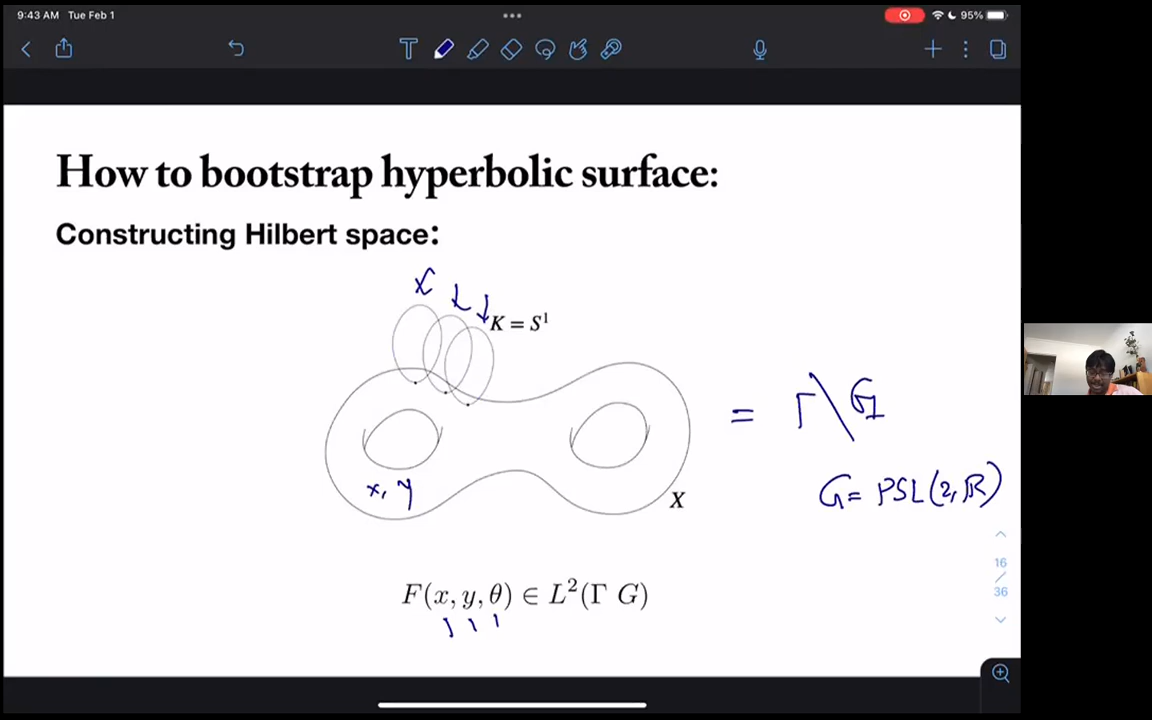 9:43 AM Tue Feb 1
95%
How to bootstrap hyperbolic surface:
Constructing Hilbert space:
K = S¹
= Γ\G
x, y
X
G = PSL(2, ℝ)
F(x, y, θ) ∈ L²(Γ G)
16
/
36